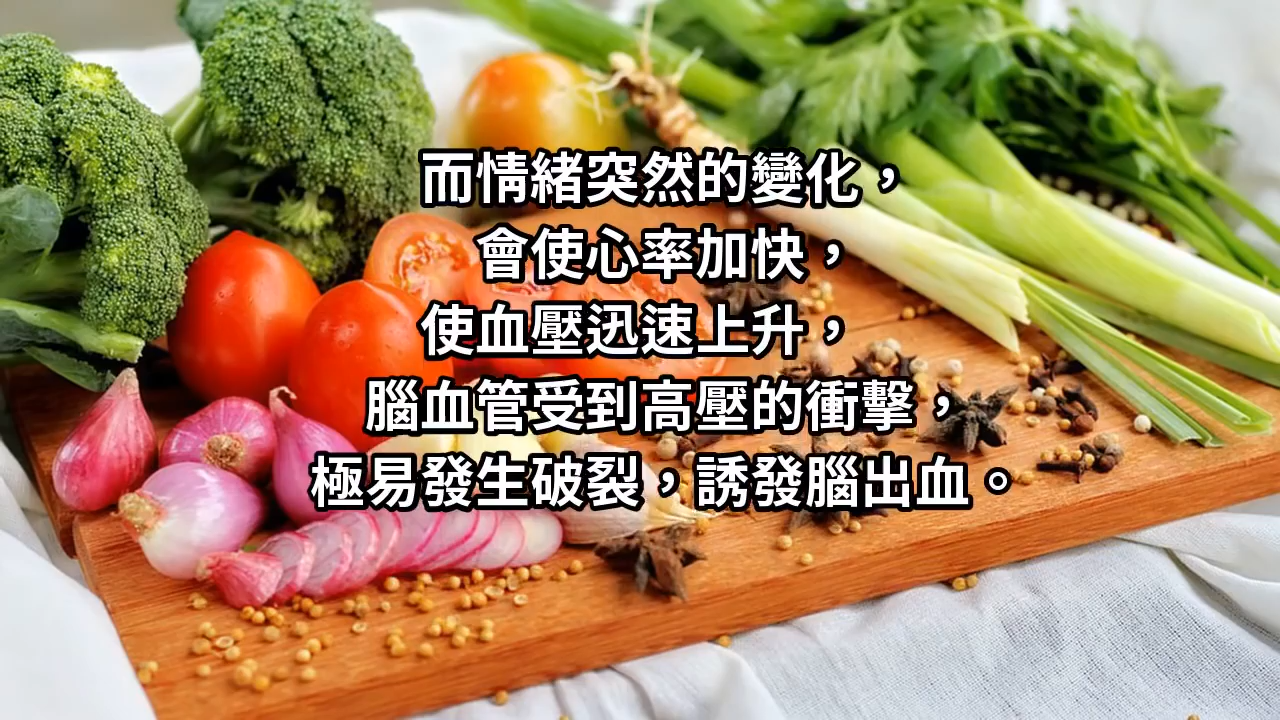 而情緒突然的變化，
會使心率加快，
使血壓迅速上升，
腦血管受到高壓的衝擊，
極易發生破裂，誘發腦出血。